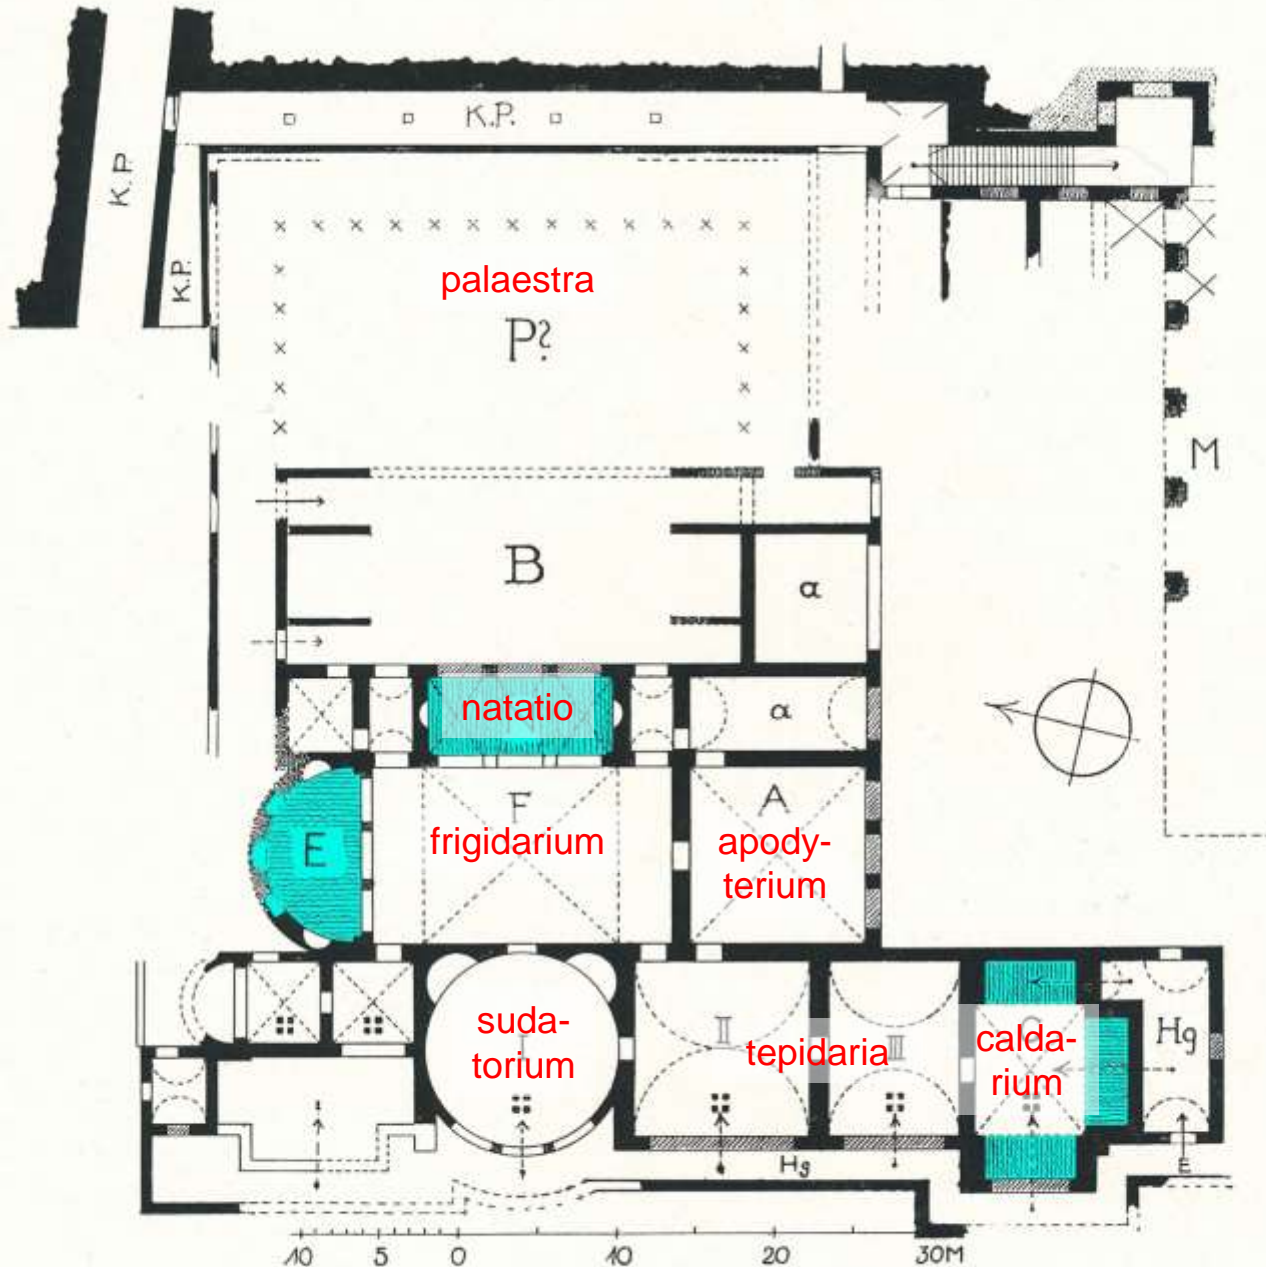 K.P.
K.P.
K.P.
palaestra
P?
M
B
α
natatio
α
E
F
frigidarium
A
apody-
terium
suda-
torium
I
II
tepidaria
III
C
calda-
rium
Hg
Hg
E
10 5 0 10 20 30M